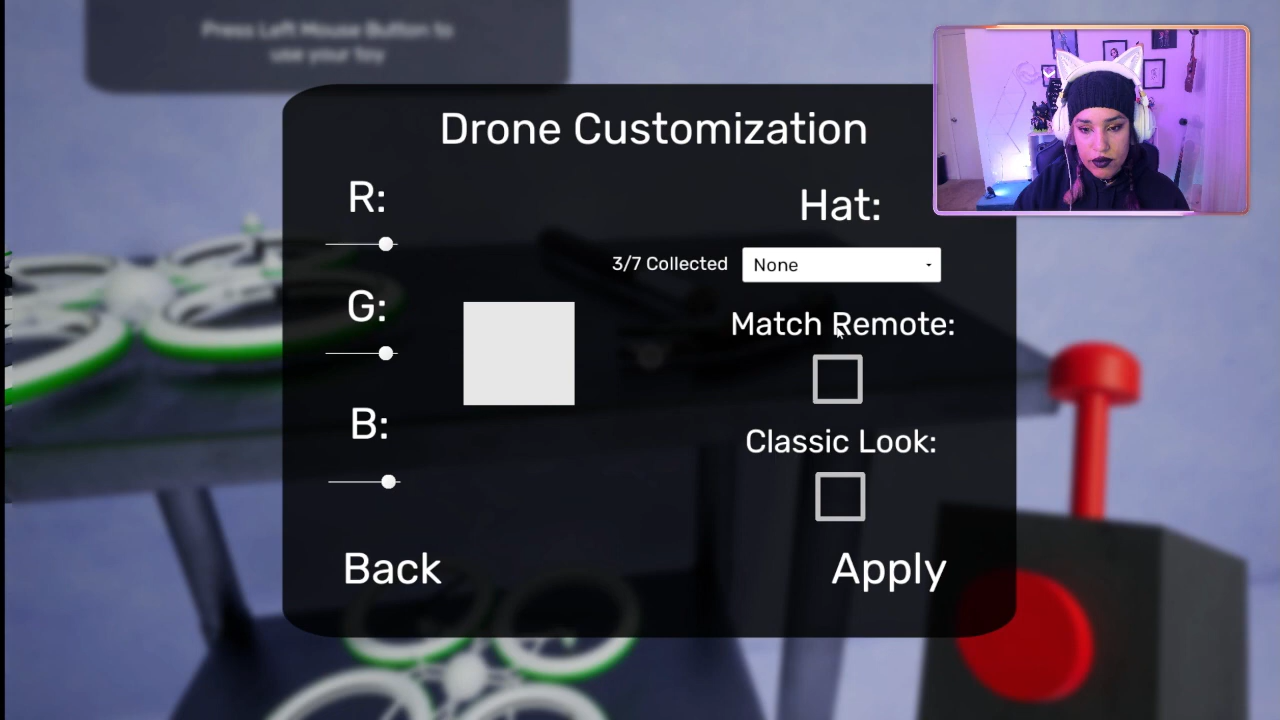 Press Left Mouse Button to
use your toy
Drone Customization
R:
Hat:
3/7 Collected
None
G:
Match Remote:
B:
Classic Look:
Back
Apply